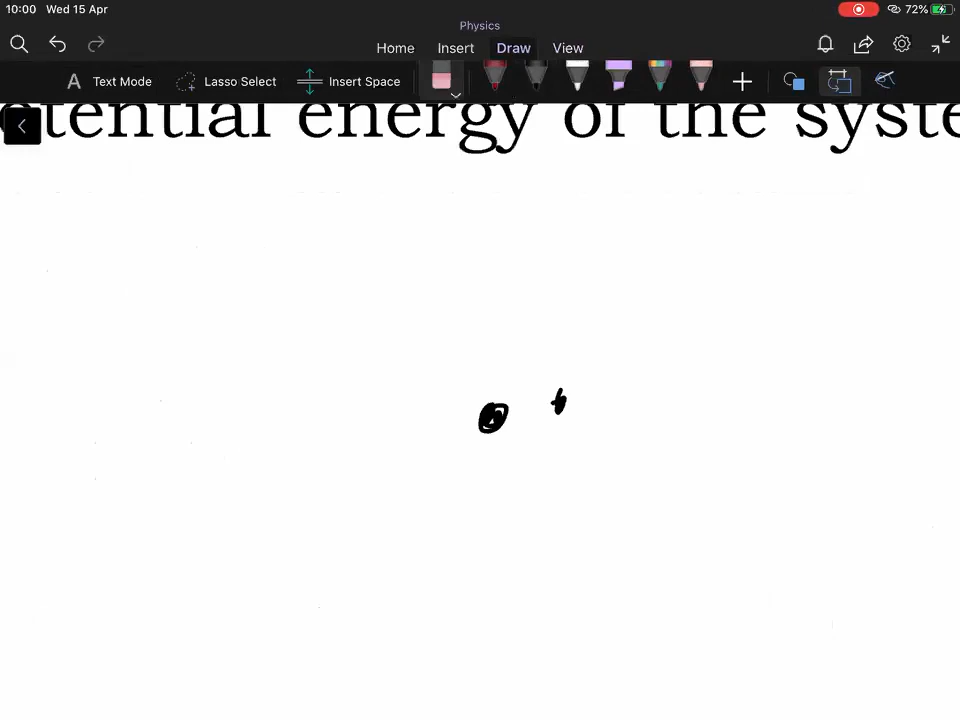 10:00 Wed 15 Apr
72%
Physics
Home Insert Draw View
Text Mode Lasso Select Insert Space
tential energy of the syste